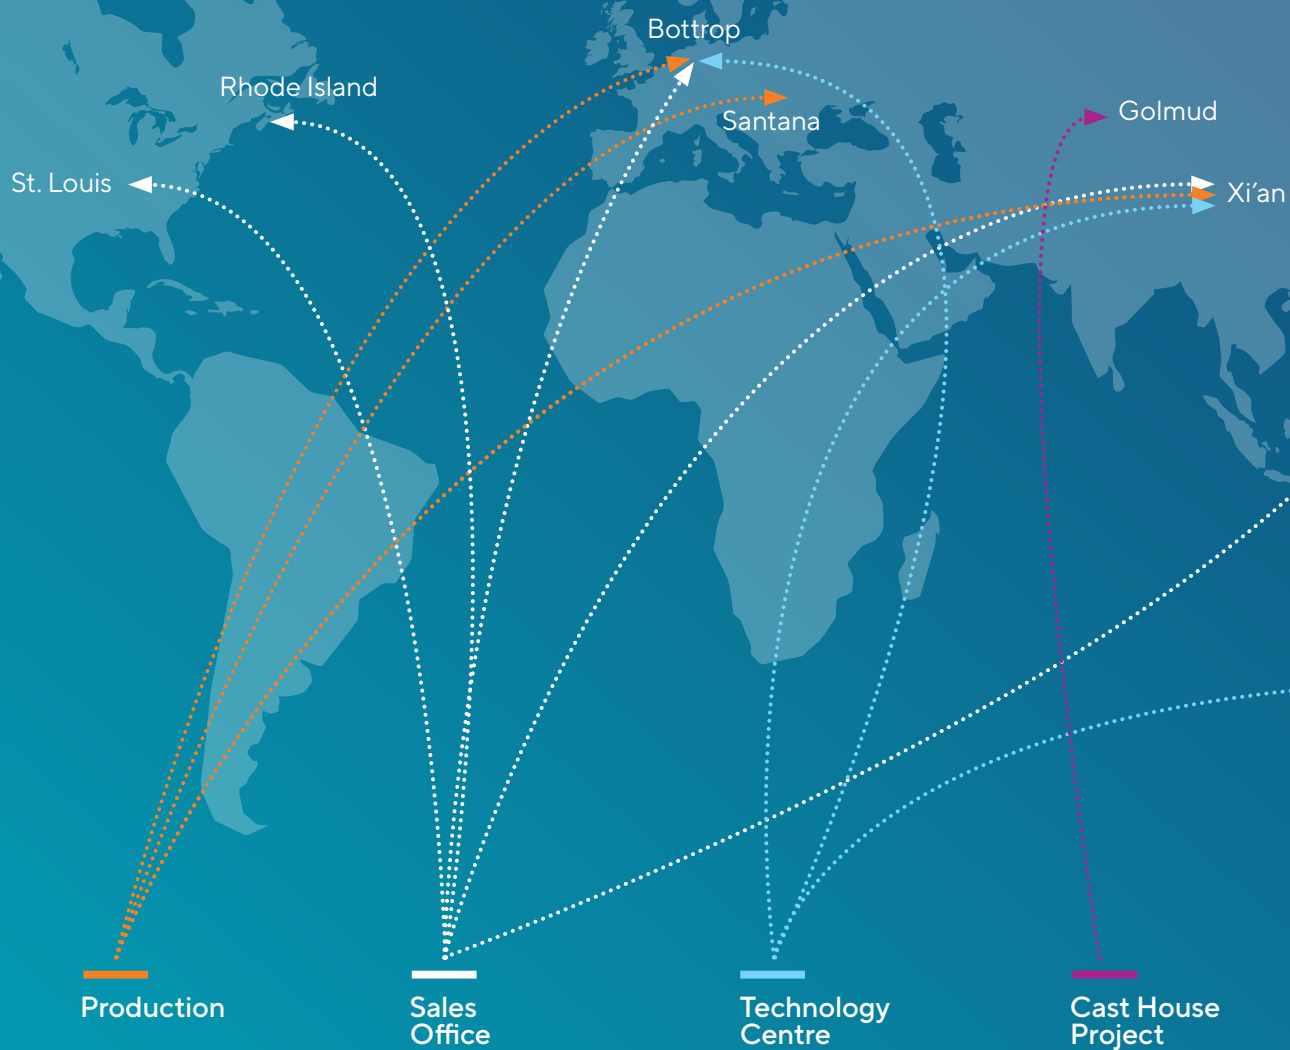 Bottrop
Rhode Island
Santana
Golmud
St. Louis
Xi’an
Production
Sales
Office
Technology
Centre
Cast House
Project